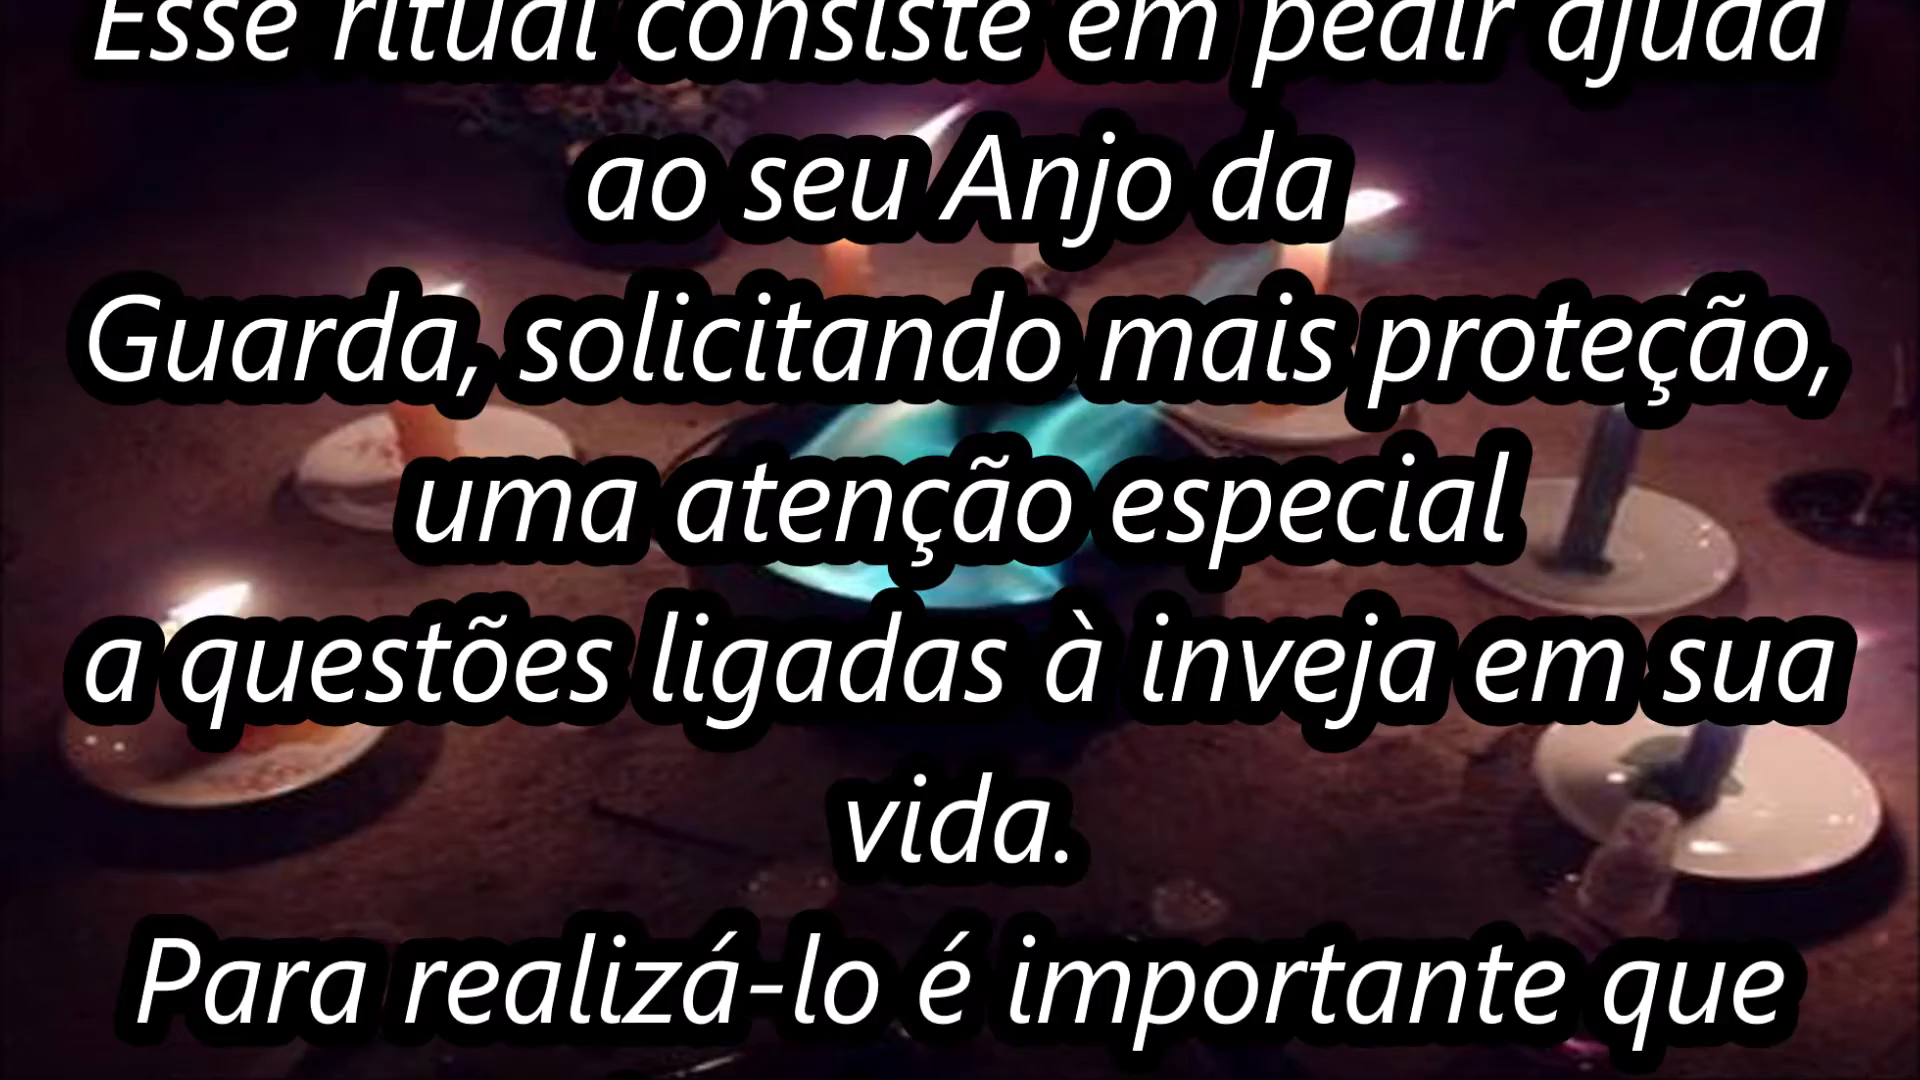 Esse ritual consiste em pedir ajuda
ao seu Anjo da
Guarda, solicitando mais proteção,
uma atenção especial
a questões ligadas à inveja em sua
vida.
Para realizá-lo é importante que